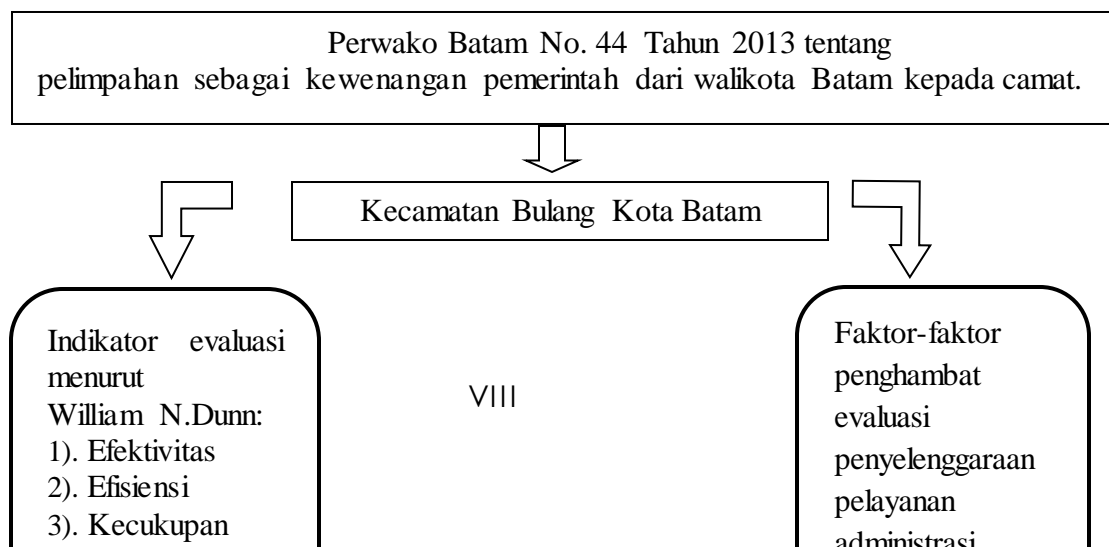 Perwako Batam No. 44 Tahun 2013 tentang
pelimpahan sebagai kewenangan pemerintah dari walikota Batam kepada camat.
Kecamatan Bulang Kota Batam
Indikator evaluasi
menurut
William N.Dunn:
1). Efektivitas
2). Efisiensi
3). Kecukupan
VIII
Faktor-faktor
penghambat
evaluasi
penyelenggaraan
pelayanan
administrasi